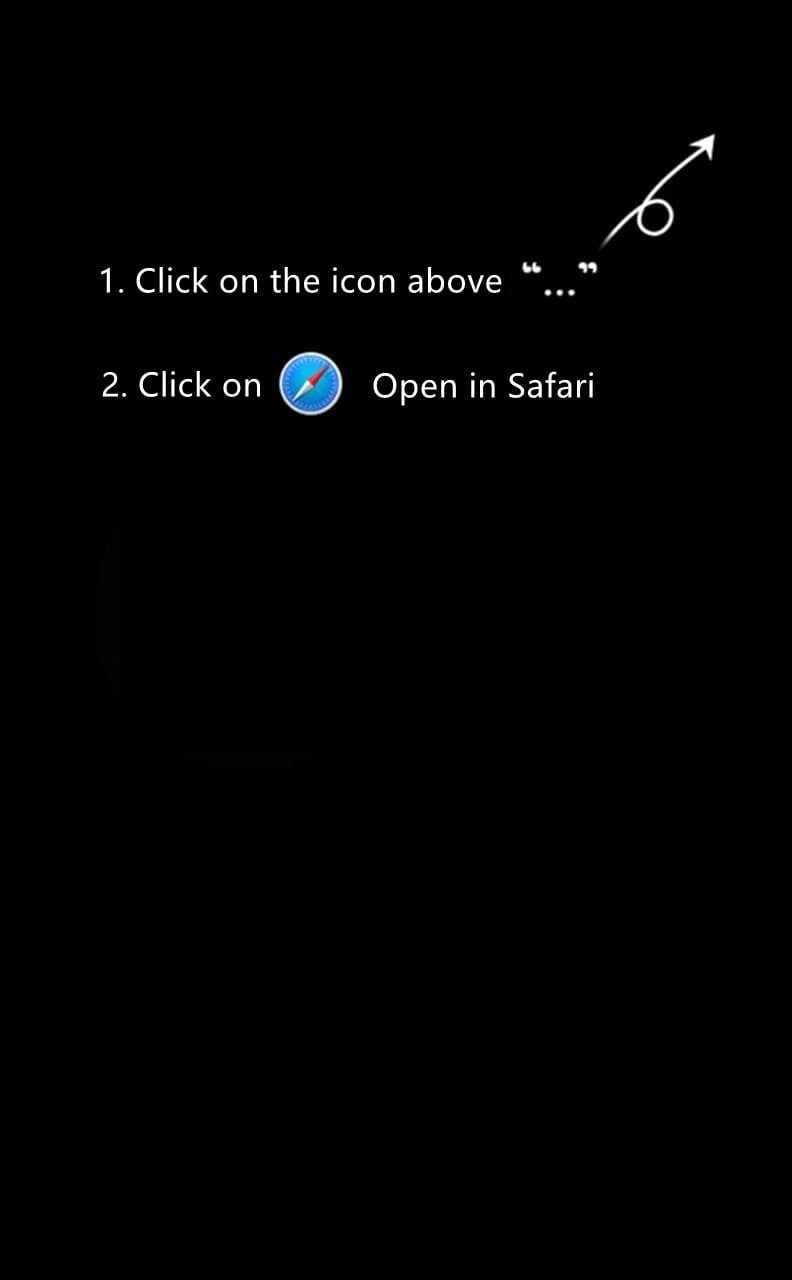 1. Click on the icon above “...”
2. Click on Open in Safari